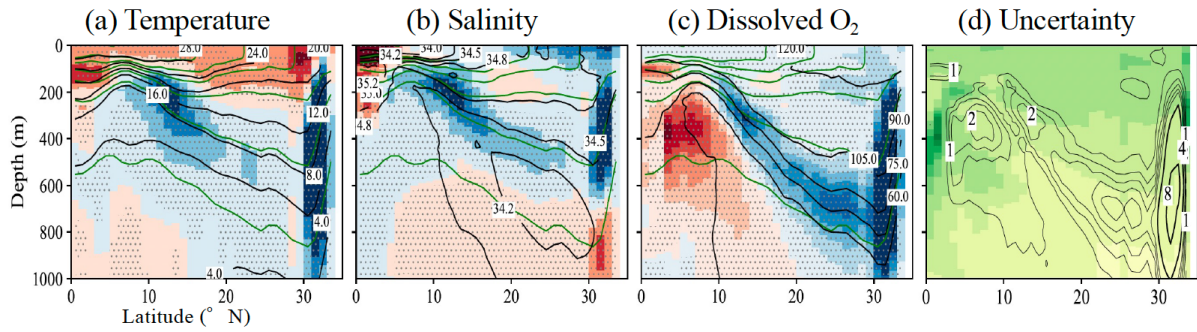 (a) Temperature (b) Salinity (c) Dissolved O₂ (d) Uncertainty
0 200 400 600 800 1000
Depth (m)
28.0 24.0 20.0 16.0 12.0 8.0 4.0 4.0
34.2 34.0 34.5 34.8 35.2 4.8 34.5 34.2
120.0 90.0 105.0 75.0 60.0
1 2 2 1 1 4 8 1
0 10 20 30 0 10 20 30 0 10 20 30 0 10 20 30
Latitude (° N)